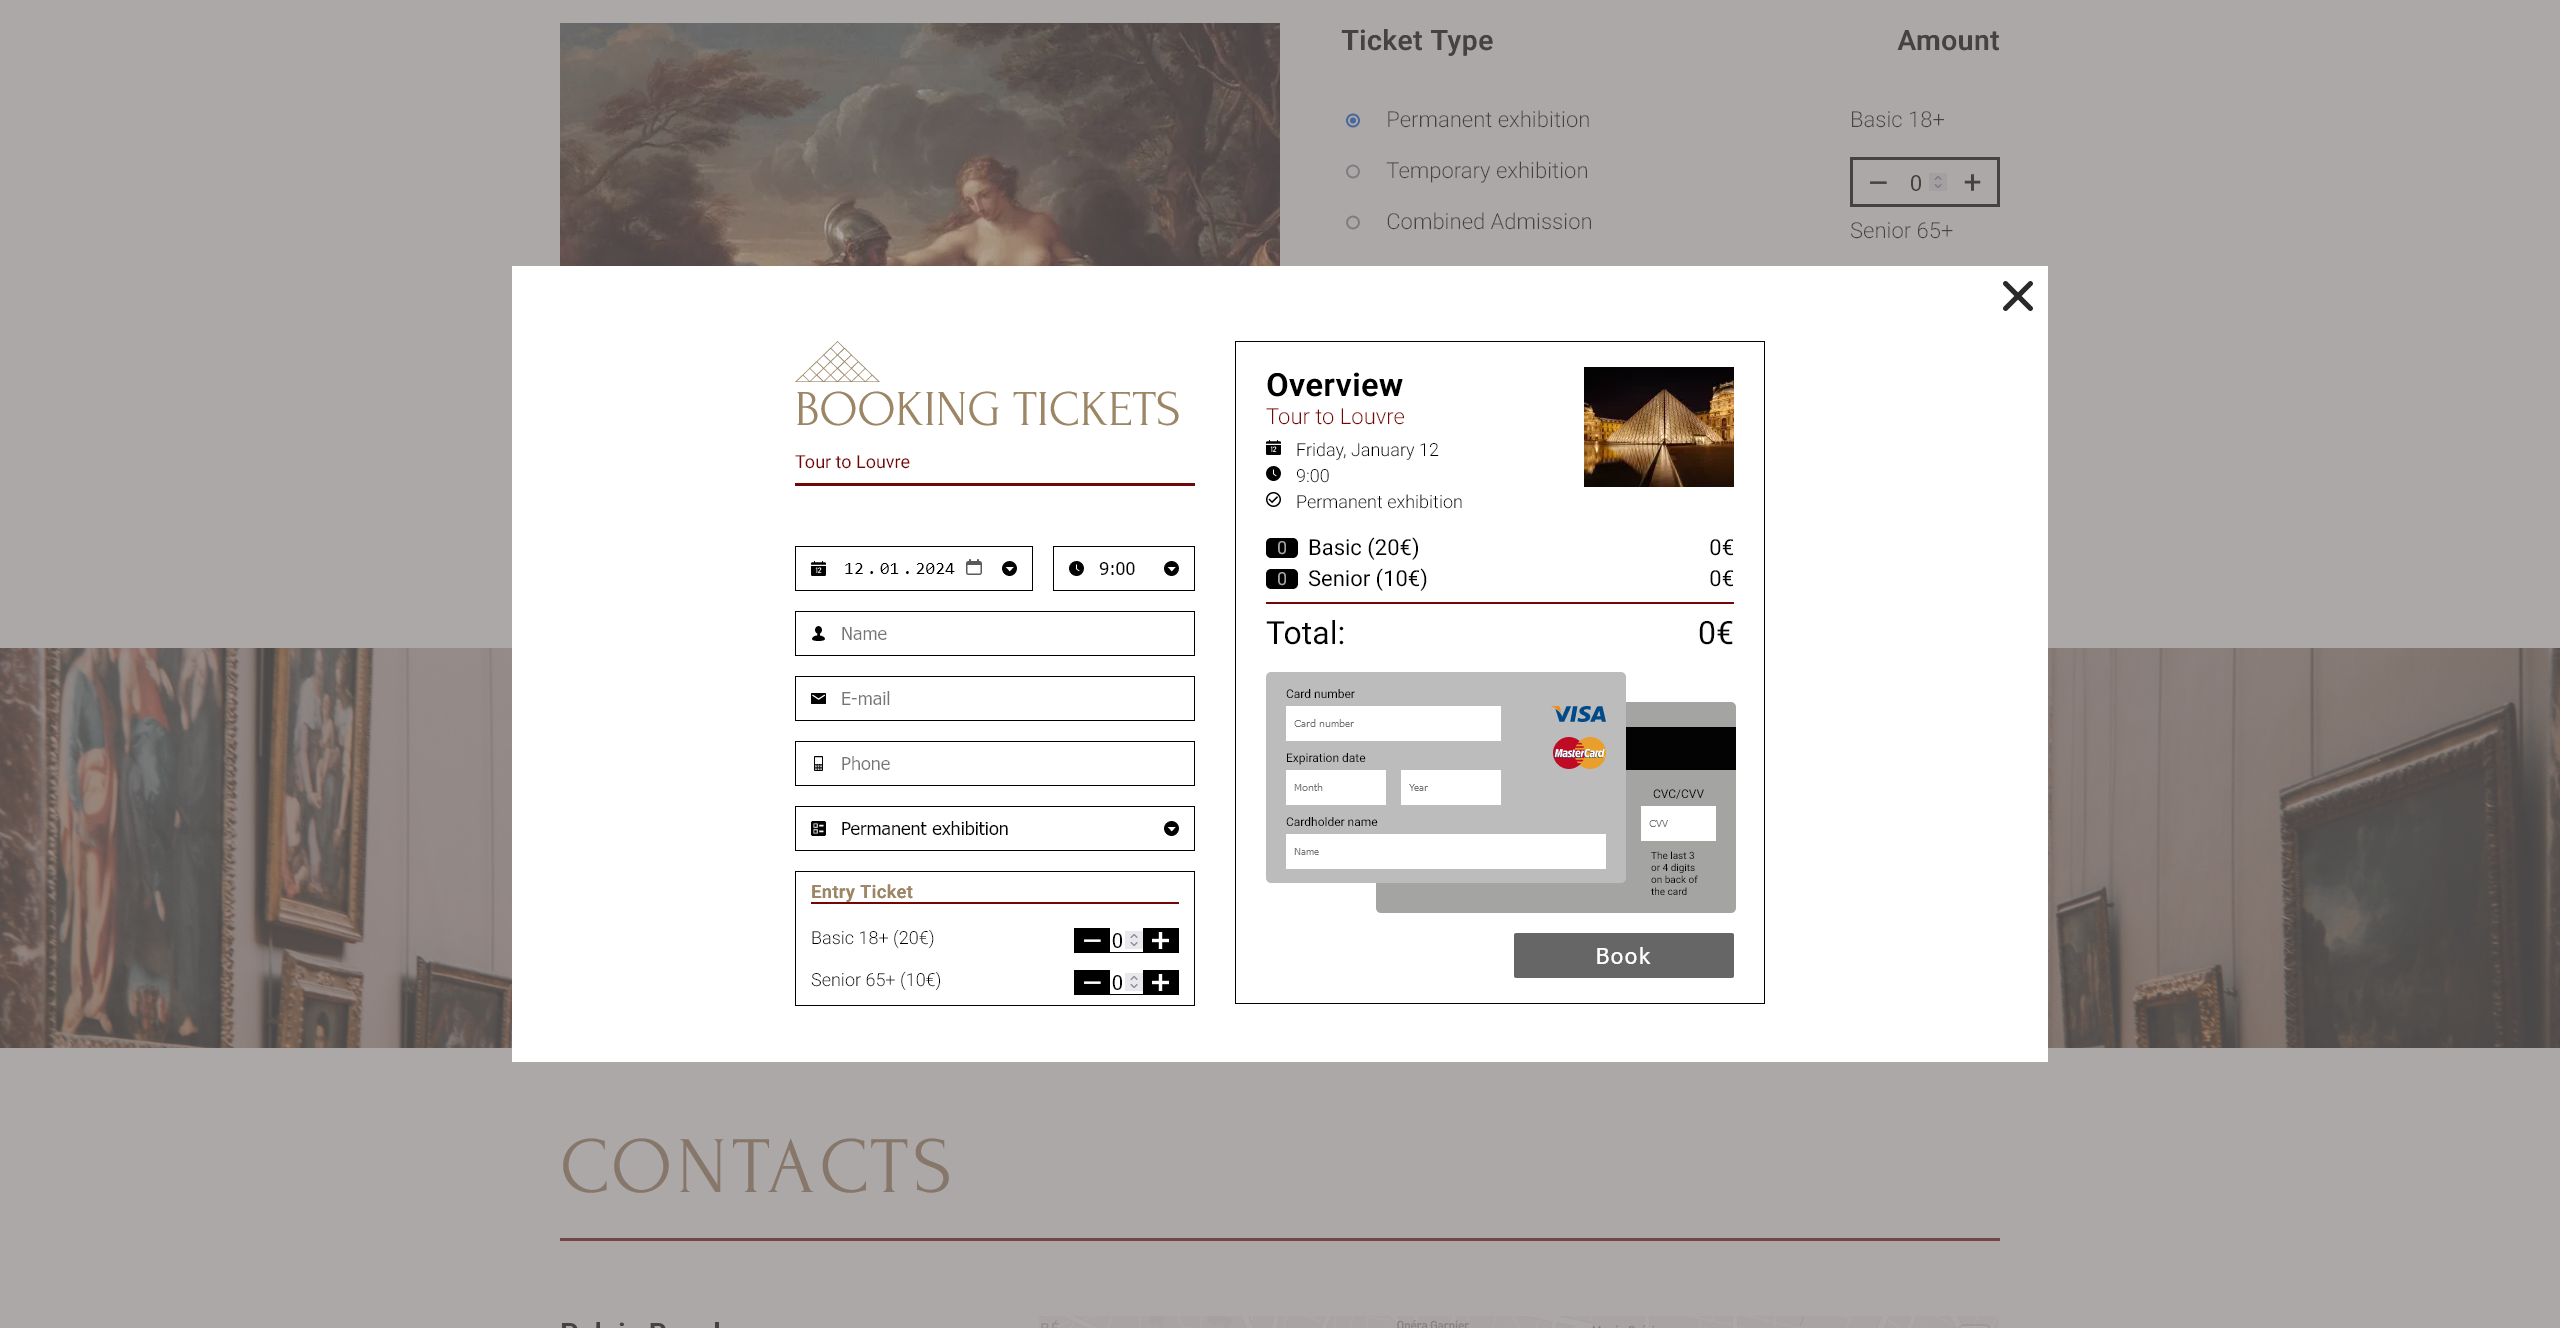 Ticket Type
Amount
Permanent exhibition
Basic 18+
Temporary exhibition
0
Combined Admission
Senior 65+
BOOKING TICKETS
Tour to Louvre
12.01.2024
9:00
Name
E-mail
Phone
Permanent exhibition
Entry Ticket
Basic 18+ (20€)
0
Senior 65+ (10€)
0
Overview
Tour to Louvre
Friday, January 12
9:00
Permanent exhibition
0 Basic (20€) 0€
0 Senior (10€) 0€
Total: 0€
Card number
Card number
VISA
MasterCard
Expiration date
Month
Year
Cardholder name
Name
CVC/CVV
CVV
The last 3
or 4 digits
on back of
the card
Book
CONTACTS
Opéra Garnier